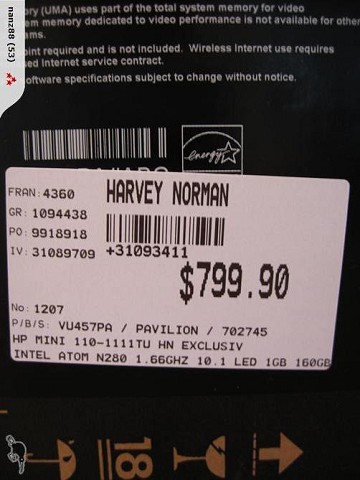 nanz88 (53)
ory (UMA) uses part of the total system memory for video
em memory dedicated to video performance is not available for other
ams.
oint required and is not included. Wireless Internet use requires
sed Internet service contract.
oftware specifications subject to change without notice.
energy
FRAN: 4360
HARVEY NORMAN
GR: 1094438
PO: 9918918
IV: 31089709
+31093411
$799.90
No: 1207
P/B/S: VU457PA / PAVILION / 702745
HP MINI 110-1111TU HN EXCLUSIV
INTEL ATOM N280 1.66GHZ 10.1 LED 1GB 160GB
18